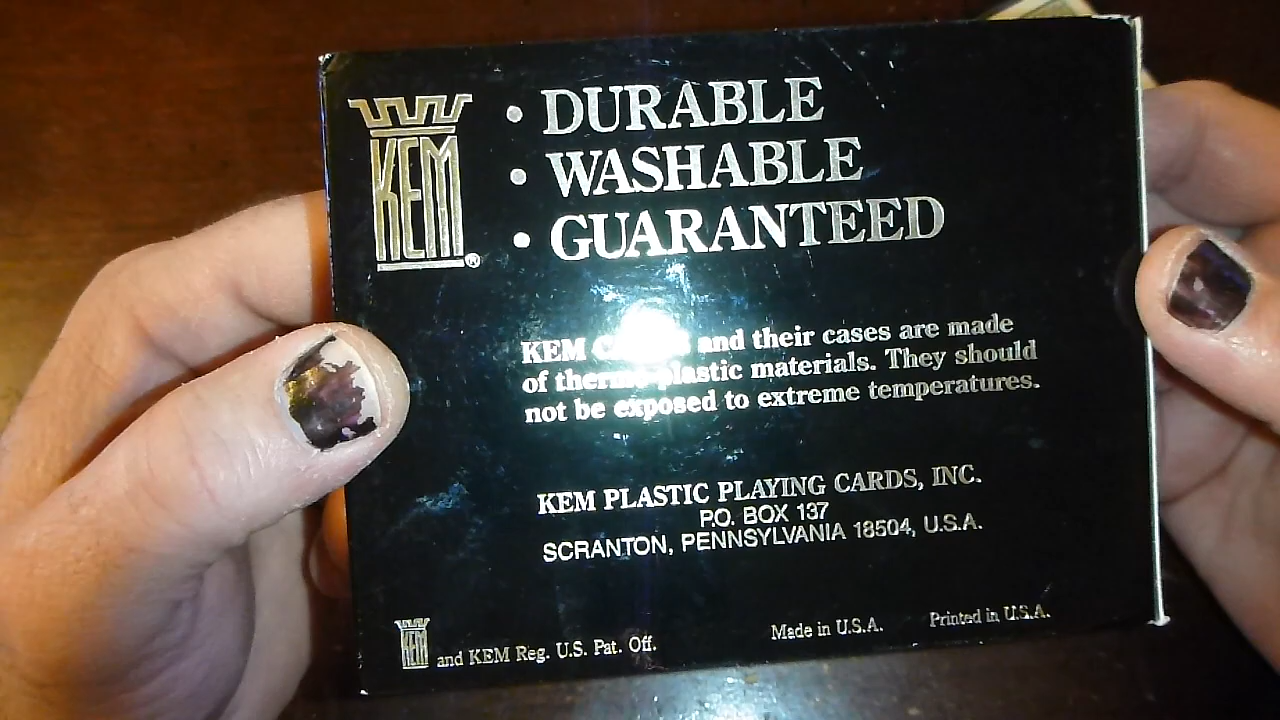 KEM®
• DURABLE
• WASHABLE
• GUARANTEED
KEM and their cases are made
of thermo-plastic materials. They should
not be exposed to extreme temperatures.
KEM PLASTIC PLAYING CARDS, INC.
P.O. BOX 137
SCRANTON, PENNSYLVANIA 18504, U.S.A.
KEM and KEM Reg. U.S. Pat. Off. Made in U.S.A. Printed in U.S.A.